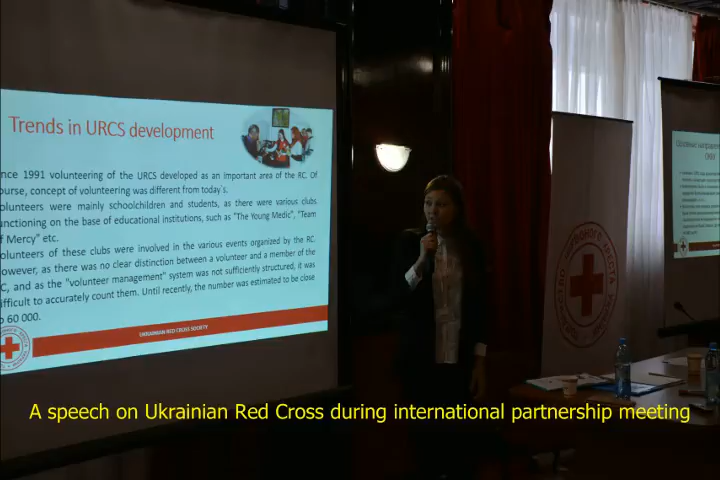 Trends in URCS development
nce 1991 volunteering of the URCS developed as an important area of the RC. Of
ourse, concept of volunteering was different from today`s.
olunteers were mainly schoolchildren and students, as there were various clubs
unctioning on the base of educational institutions, such as "The Young Medic", "Team
f Mercy" etc.
olunteers of these clubs were involved in the various events organized by the RC.
owever, as there was no clear distinction between a volunteer and a member of the
C, and as the "volunteer management" system was not sufficiently structured, it was
ifficult to accurately count them. Until recently, the number was estimated to be close
o 60 000.
UKRAINIAN RED CROSS SOCIETY
A speech on Ukrainian Red Cross during international partnership meeting